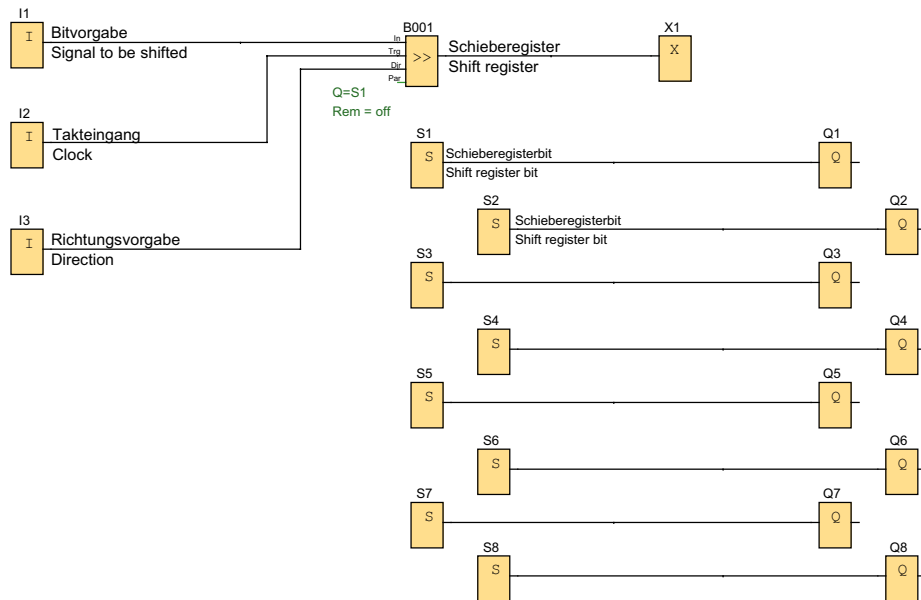 I1
I
Bitvorgabe
Signal to be shifted
B001
In
Trg
Dir
Par
>>
Schieberegister
Shift register
X1
X
Q=S1
Rem = off
I2
I
Takteingang
Clock
S1
S
Schieberegisterbit
Shift register bit
Q1
Q
I3
I
Richtungsvorgabe
Direction
S2
S
Schieberegisterbit
Shift register bit
Q2
Q
S3
S
Q3
Q
S4
S
Q4
Q
S5
S
Q5
Q
S6
S
Q6
Q
S7
S
Q7
Q
S8
S
Q8
Q